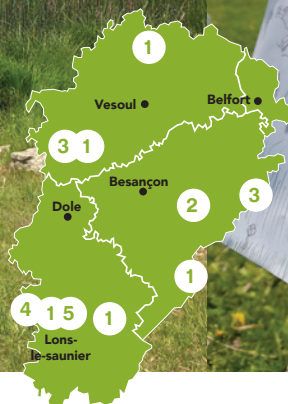 1
Vesoul
Belfort
3 1
Besançon
2
3
Dole
1
4 1 5 1
Lons-
le-saunier